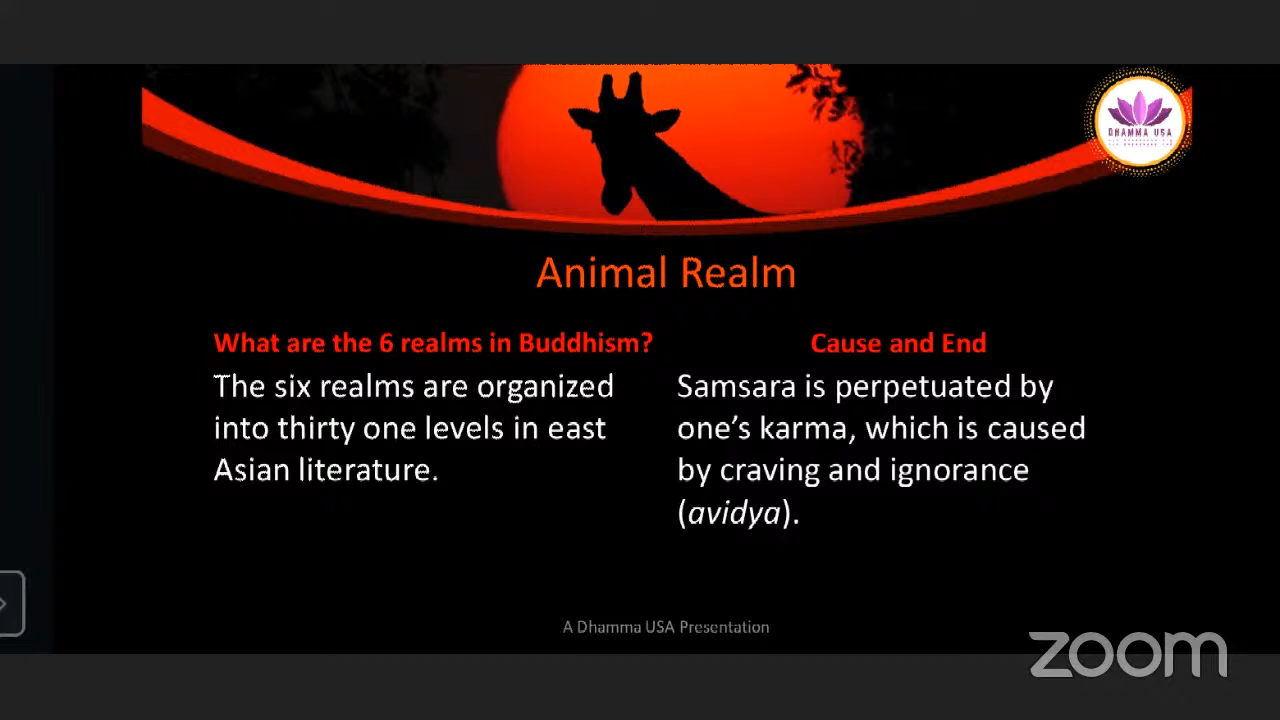 DHAMMA USA
Animal Realm
What are the 6 realms in Buddhism?
The six realms are organized
into thirty one levels in east
Asian literature.
Cause and End
Samsara is perpetuated by
one’s karma, which is caused
by craving and ignorance
(avidya).
A Dhamma USA Presentation
zoom